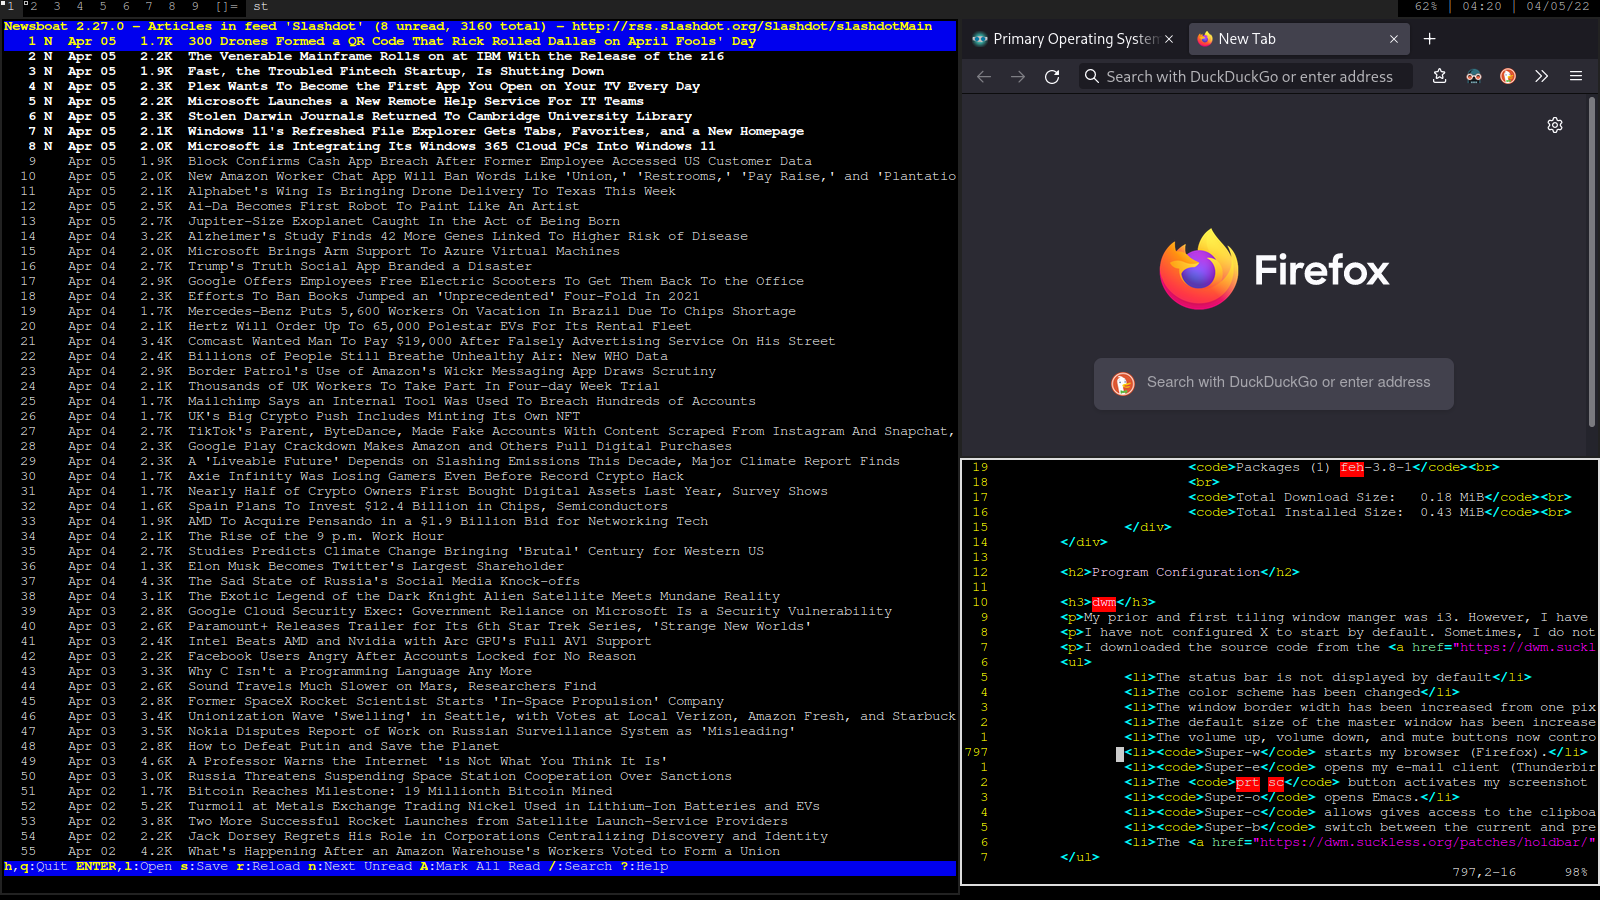 1 2 3 4 5 6 7 8 9 []= st 62% | 04:20 | 04/05/22
Newsboat 2.27.0 – Articles in feed 'Slashdot' (8 unread, 3160 total) – http://rss.slashdot.org/Slashdot/slashdotMain
1 N Apr 05 1.7K 300 Drones Formed a QR Code That Rick Rolled Dallas on April Fools' Day
2 N Apr 05 2.2K The Venerable Mainframe Rolls on at IBM With the Release of the z16
3 N Apr 05 1.9K Fast, the Troubled Fintech Startup, Is Shutting Down
4 N Apr 05 2.3K Plex Wants To Become the First App You Open on Your TV Every Day
5 N Apr 05 2.2K Microsoft Launches a New Remote Help Service For IT Teams
6 N Apr 05 2.3K Stolen Darwin Journals Returned To Cambridge University Library
7 N Apr 05 2.1K Windows 11's Refreshed File Explorer Gets Tabs, Favorites, and a New Homepage
8 N Apr 05 2.0K Microsoft is Integrating Its Windows 365 Cloud PCs Into Windows 11
9 Apr 05 1.9K Block Confirms Cash App Breach After Former Employee Accessed US Customer Data
10 Apr 05 2.0K New Amazon Worker Chat App Will Ban Words Like 'Union,' 'Restrooms,' 'Pay Raise,' and 'Plantatio
11 Apr 05 2.1K Alphabet's Wing Is Bringing Drone Delivery To Texas This Week
12 Apr 05 2.5K Ai-Da Becomes First Robot To Paint Like An Artist
13 Apr 05 2.7K Jupiter-Size Exoplanet Caught In the Act of Being Born
14 Apr 04 3.2K Alzheimer's Study Finds 42 More Genes Linked To Higher Risk of Disease
15 Apr 04 2.0K Microsoft Brings Arm Support To Azure Virtual Machines
16 Apr 04 2.7K Trump's Truth Social App Branded a Disaster
17 Apr 04 2.9K Google Offers Employees Free Electric Scooters To Get Them Back To the Office
18 Apr 04 2.3K Efforts To Ban Books Jumped an 'Unprecedented' Four-Fold In 2021
19 Apr 04 1.7K Mercedes-Benz Puts 5,600 Workers On Vacation In Brazil Due To Chips Shortage
20 Apr 04 2.1K Hertz Will Order Up To 65,000 Polestar EVs For Its Rental Fleet
21 Apr 04 3.4K Comcast Wanted Man To Pay $19,000 After Falsely Advertising Service On His Street
22 Apr 04 2.4K Billions of People Still Breathe Unhealthy Air: New WHO Data
23 Apr 04 2.9K Border Patrol's Use of Amazon's Wickr Messaging App Draws Scrutiny
24 Apr 04 2.1K Thousands of UK Workers To Take Part In Four-day Week Trial
25 Apr 04 1.7K Mailchimp Says an Internal Tool Was Used To Breach Hundreds of Accounts
26 Apr 04 1.7K UK's Big Crypto Push Includes Minting Its Own NFT
27 Apr 04 2.7K TikTok's Parent, ByteDance, Made Fake Accounts With Content Scraped From Instagram And Snapchat,
28 Apr 04 2.3K Google Play Crackdown Makes Amazon and Others Pull Digital Purchases
29 Apr 04 2.3K A 'Liveable Future' Depends on Slashing Emissions This Decade, Major Climate Report Finds
30 Apr 04 1.7K Axie Infinity Was Losing Gamers Even Before Record Crypto Hack
31 Apr 04 1.7K Nearly Half of Crypto Owners First Bought Digital Assets Last Year, Survey Shows
32 Apr 04 1.6K Spain Plans To Invest $12.4 Billion in Chips, Semiconductors
33 Apr 04 1.9K AMD To Acquire Pensando in a $1.9 Billion Bid for Networking Tech
34 Apr 04 2.1K The Rise of the 9 p.m. Work Hour
35 Apr 04 2.7K Studies Predicts Climate Change Bringing 'Brutal' Century for Western US
36 Apr 04 1.3K Elon Musk Becomes Twitter's Largest Shareholder
37 Apr 04 4.3K The Sad State of Russia's Social Media Knock-offs
38 Apr 04 3.1K The Exotic Legend of the Dark Knight Alien Satellite Meets Mundane Reality
39 Apr 03 2.8K Google Cloud Security Exec: Government Reliance on Microsoft Is a Security Vulnerability
40 Apr 03 2.6K Paramount+ Releases Trailer for Its 6th Star Trek Series, 'Strange New Worlds'
41 Apr 03 2.4K Intel Beats AMD and Nvidia with Arc GPU's Full AV1 Support
42 Apr 03 2.2K Facebook Users Angry After Accounts Locked for No Reason
43 Apr 03 3.3K Why C Isn't a Programming Language Any More
44 Apr 03 2.6K Sound Travels Much Slower on Mars, Researchers Find
45 Apr 03 2.8K Former SpaceX Rocket Scientist Starts 'In-Space Propulsion' Company
46 Apr 03 3.4K Unionization Wave 'Swelling' in Seattle, with Votes at Local Verizon, Amazon Fresh, and Starbuck
47 Apr 03 3.5K Nokia Disputes Report of Work on Russian Surveillance System as 'Misleading'
48 Apr 03 2.8K How to Defeat Putin and Save the Planet
49 Apr 03 4.6K A Professor Warns the Internet 'is Not What You Think It Is'
50 Apr 03 3.0K Russia Threatens Suspending Space Station Cooperation Over Sanctions
51 Apr 02 1.7K Bitcoin Reaches Milestone: 19 Millionth Bitcoin Mined
52 Apr 02 5.2K Turmoil at Metals Exchange Trading Nickel Used in Lithium-Ion Batteries and EVs
53 Apr 02 3.8K Two More Successful Rocket Launches from Satellite Launch-Service Providers
54 Apr 02 2.2K Jack Dorsey Regrets His Role in Corporations Centralizing Discovery and Identity
55 Apr 02 4.2K What's Happening After an Amazon Warehouse's Workers Voted to Form a Union
h,q:Quit ENTER,l:Open s:Save r:Reload n:Next Unread A:Mark All Read /:Search ?:Help
Primary Operating System New Tab
Search with DuckDuckGo or enter address
Firefox
Search with DuckDuckGo or enter address
19 <code>Packages (1) feh-3.8-1</code><br>
18 <br>
17 <code>Total Download Size: 0.18 MiB</code><br>
16 <code>Total Installed Size: 0.43 MiB</code><br>
15 </div>
14 </div>
13
12 <h2>Program Configuration</h2>
11
10 <h3>dwm</h3>
9 <p>My prior and first tiling window manger was i3. However, I have
8 <p>I have not configured X to start by default. Sometimes, I do not
7 <p>I downloaded the source code from the <a href="https://dwm.suckl
6 <ul>
5 <li>The status bar is not displayed by default</li>
4 <li>The color scheme has been changed</li>
3 <li>The window border width has been increased from one pix
2 <li>The default size of the master window has been increase
1 <li>The volume up, volume down, and mute buttons now contro
797 <li><code>Super-w</code> starts my browser (Firefox).</li>
1 <li><code>Super-e</code> opens my e-mail client (Thunderbir
2 <li>The <code>prt sc</code> button activates my screenshot
3 <li><code>Super-o</code> opens Emacs.</li>
4 <li><code>Super-c</code> allows gives access to the clipboa
5 <li><code>Super-b</code> switch between the current and pre
6 <li>The <a href="https://dwm.suckless.org/patches/holdbar/"
7 </ul>
797,2-16 98%